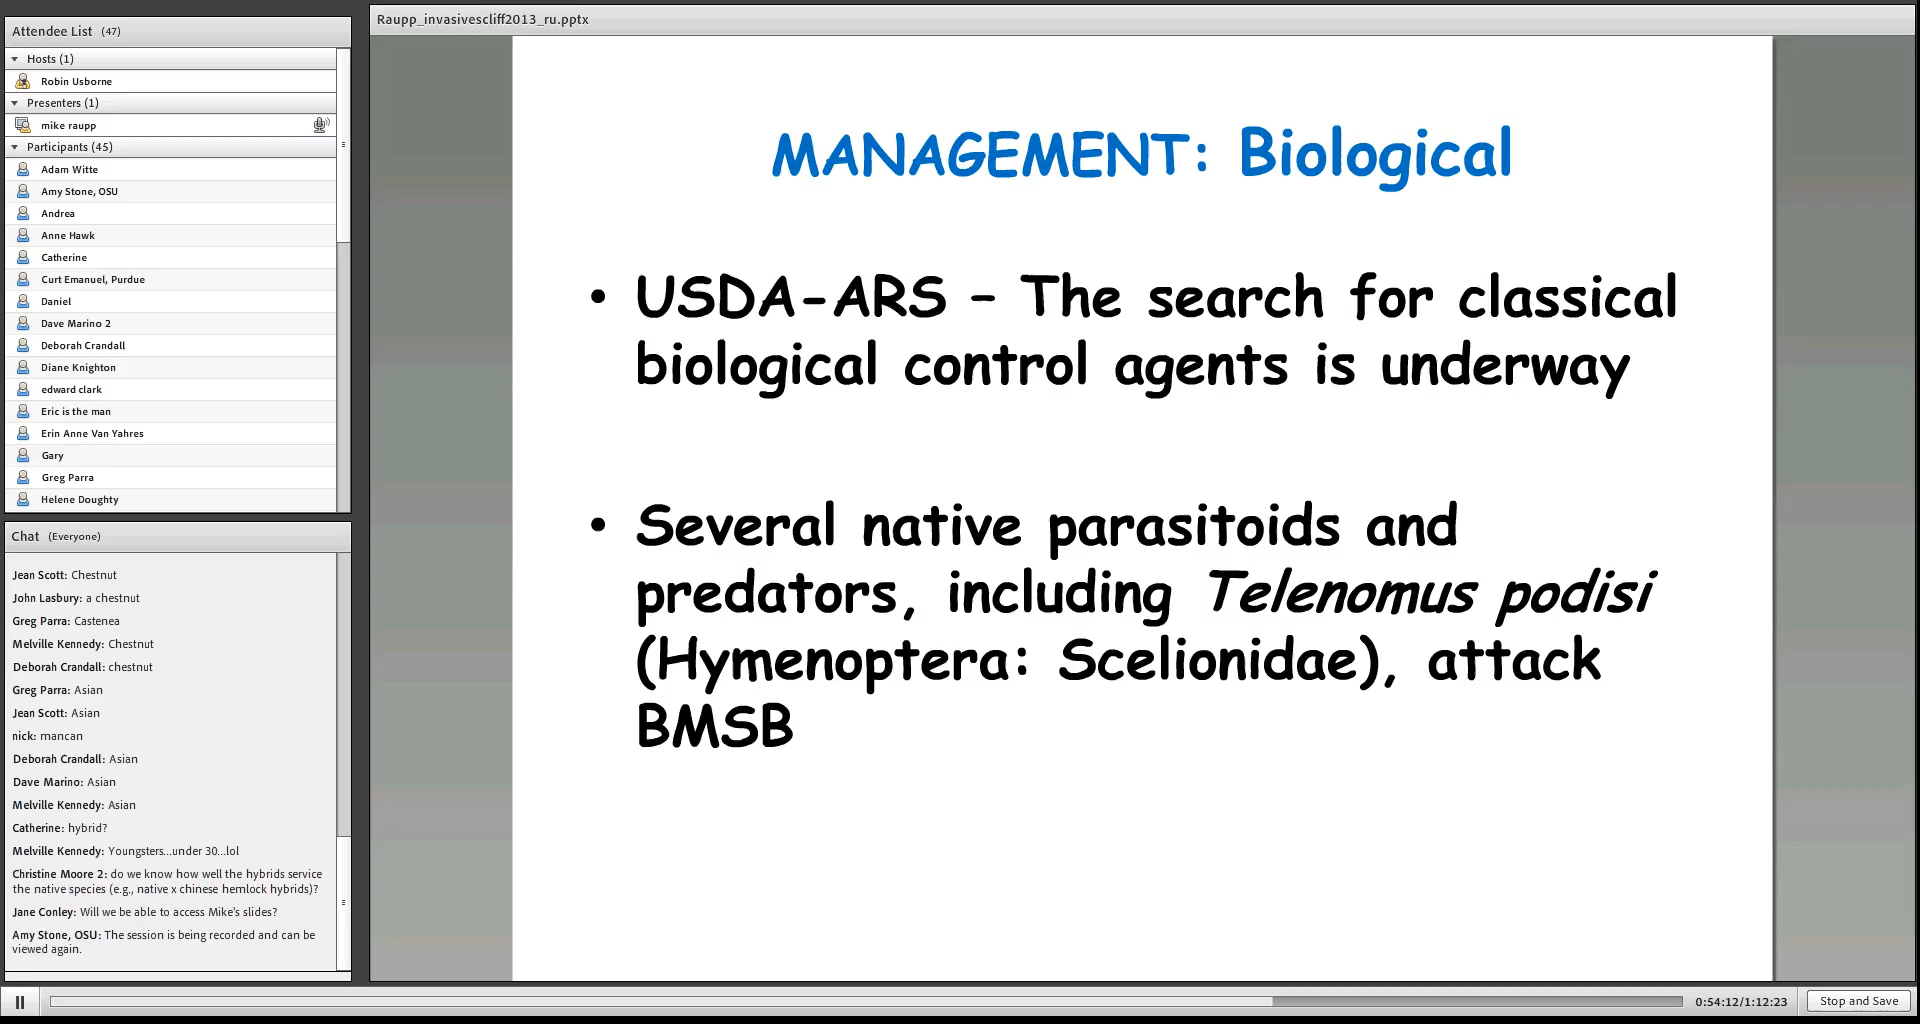 Attendee List (47)
Hosts (1)
Robin Usborne
Presenters (1)
mike raupp
Participants (45)
Adam Witte
Amy Stone, OSU
Andrea
Anne Hawk
Catherine
Curt Emanuel, Purdue
Daniel
Dave Marino 2
Deborah Crandall
Diane Knighton
edward clark
Eric is the man
Erin Anne Van Yahres
Gary
Greg Parra
Helene Doughty
Chat (Everyone)
Jean Scott: Chestnut
John Lasbury: a chestnut
Greg Parra: Castenea
Melville Kennedy: Chestnut
Deborah Crandall: chestnut
Greg Parra: Asian
Jean Scott: Asian
nick: mancan
Deborah Crandall: Asian
Dave Marino: Asian
Melville Kennedy: Asian
Catherine: hybrid?
Melville Kennedy: Youngsters...under 30...lol
Christine Moore 2: do we know how well the hybrids service
the native species (e.g., native x chinese hemlock hybrids)?
Jane Conley: Will we be able to access Mike's slides?
Amy Stone, OSU: The session is being recorded and can be
viewed again.
Raupp_invasivescliff2013_ru.pptx
MANAGEMENT: Biological
• USDA-ARS – The search for classical
biological control agents is underway
• Several native parasitoids and
predators, including Telenomus podisi
(Hymenoptera: Scelionidae), attack
BMSB
0:54:12/1:12:23
Stop and Save